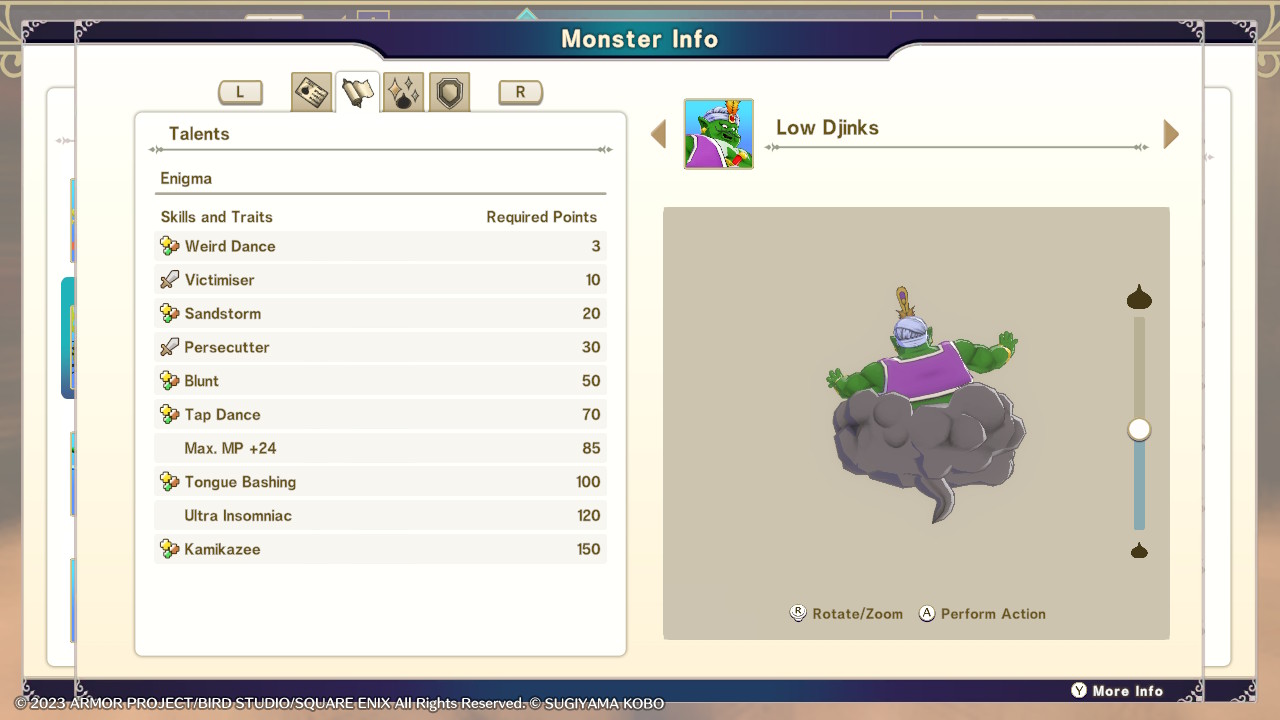 Monster Info
L
R
Talents
Low Djinks
Enigma
Skills and Traits Required Points
Weird Dance 3
Victimiser 10
Sandstorm 20
Persecutter 30
Blunt 50
Tap Dance 70
Max. MP +24 85
Tongue Bashing 100
Ultra Insomniac 120
Kamikazee 150
R Rotate/Zoom A Perform Action
Y More Info
© 2023 ARMOR PROJECT/BIRD STUDIO/SQUARE ENIX All Rights Reserved. © SUGIYAMA KOBO